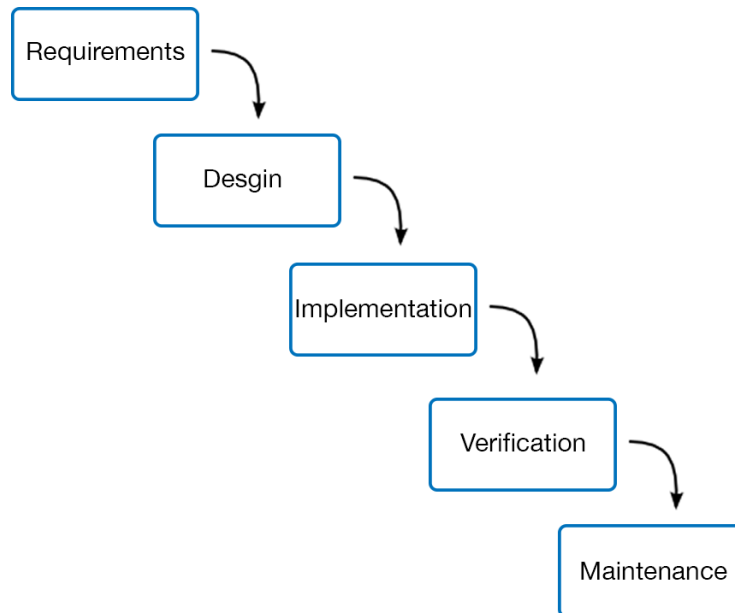 Requirements
Desgin
Implementation
Verification
Maintenance